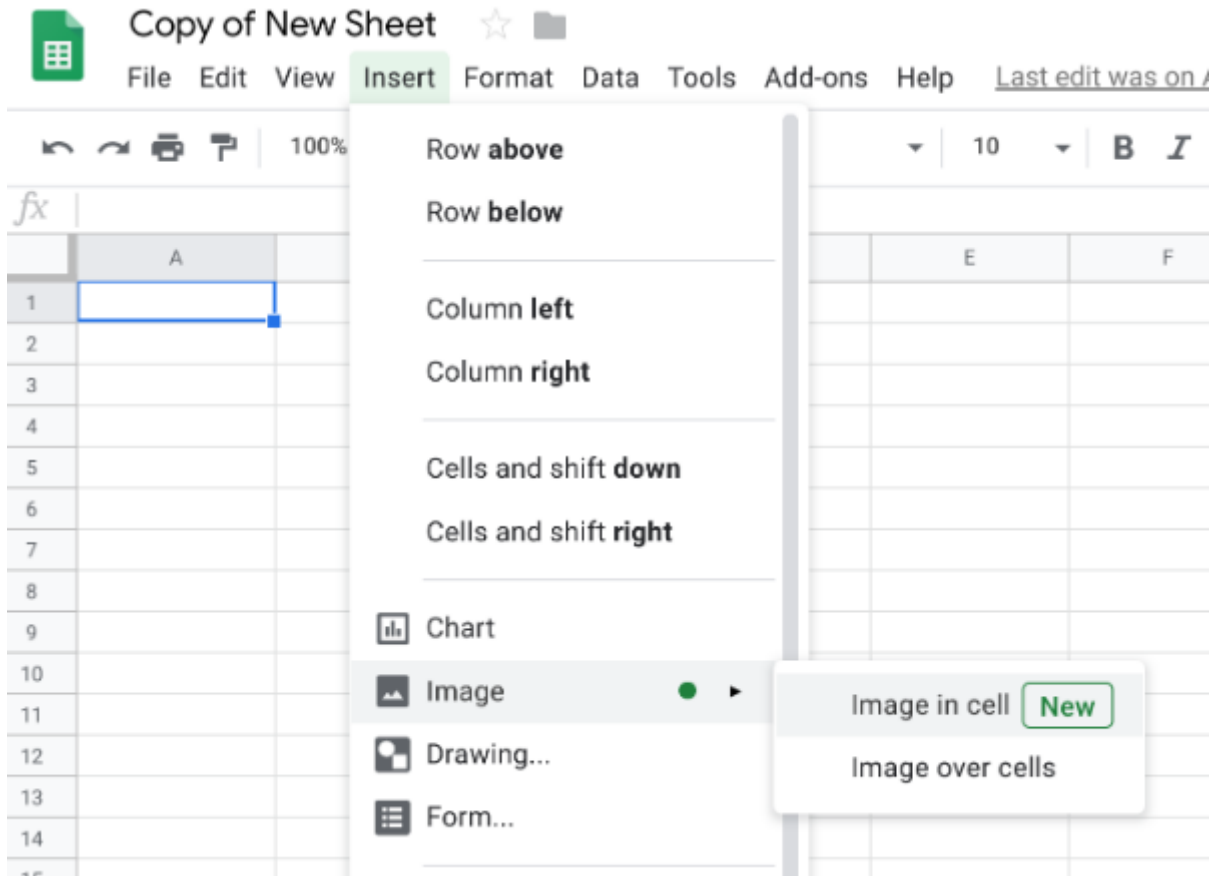 Copy of New Sheet
File Edit View Insert Format Data Tools Add-ons Help Last edit was on
100% 10 B I
fx
A E F
Row above
Row below
Column left
Column right
Cells and shift down
Cells and shift right
Chart
Image
Image in cell New
Image over cells
Drawing...
Form...
1
2
3
4
5
6
7
8
9
10
11
12
13
14